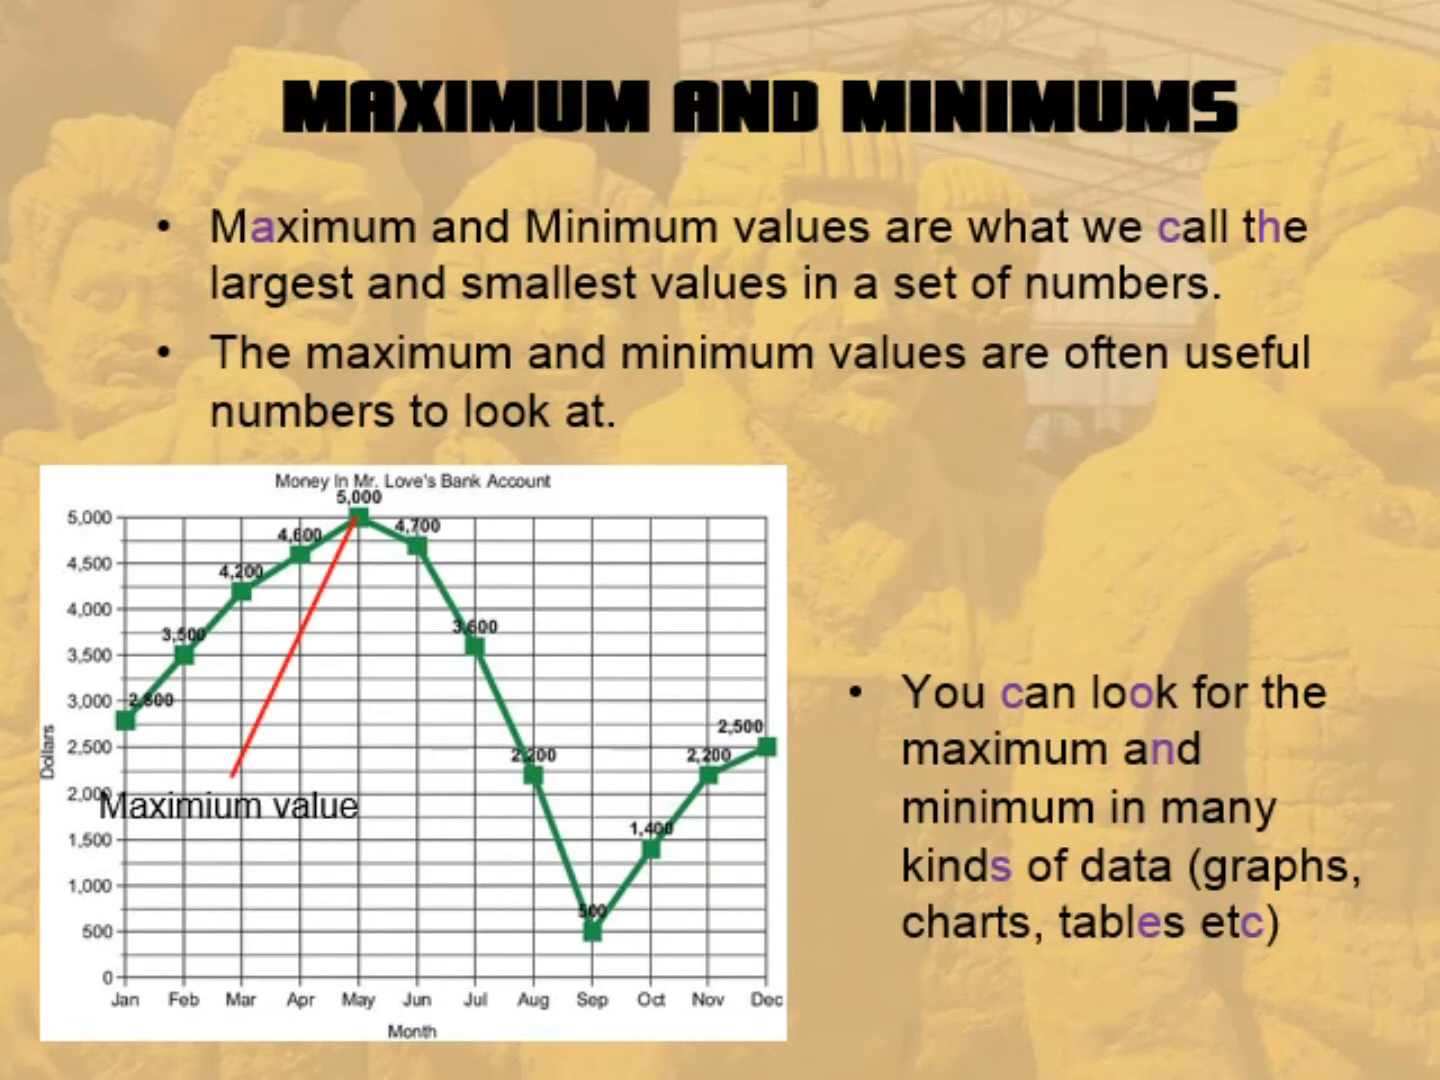 MAXIMUM AND MINIMUMS
• Maximum and Minimum values are what we call the
largest and smallest values in a set of numbers.
• The maximum and minimum values are often useful
numbers to look at.
Money In Mr. Love's Bank Account
5,000
4,700
4,600
4,200
3,500
3,600
2,800
2,200
2,200
2,500
1,400
500
5,000
4,500
4,000
3,500
3,000
2,500
2,000
1,500
1,000
500
0
Dollars
Maximium value
Jan Feb Mar Apr May Jun Jul Aug Sep Oct Nov Dec
Month
• You can look for the
maximum and
minimum in many
kinds of data (graphs,
charts, tables etc)